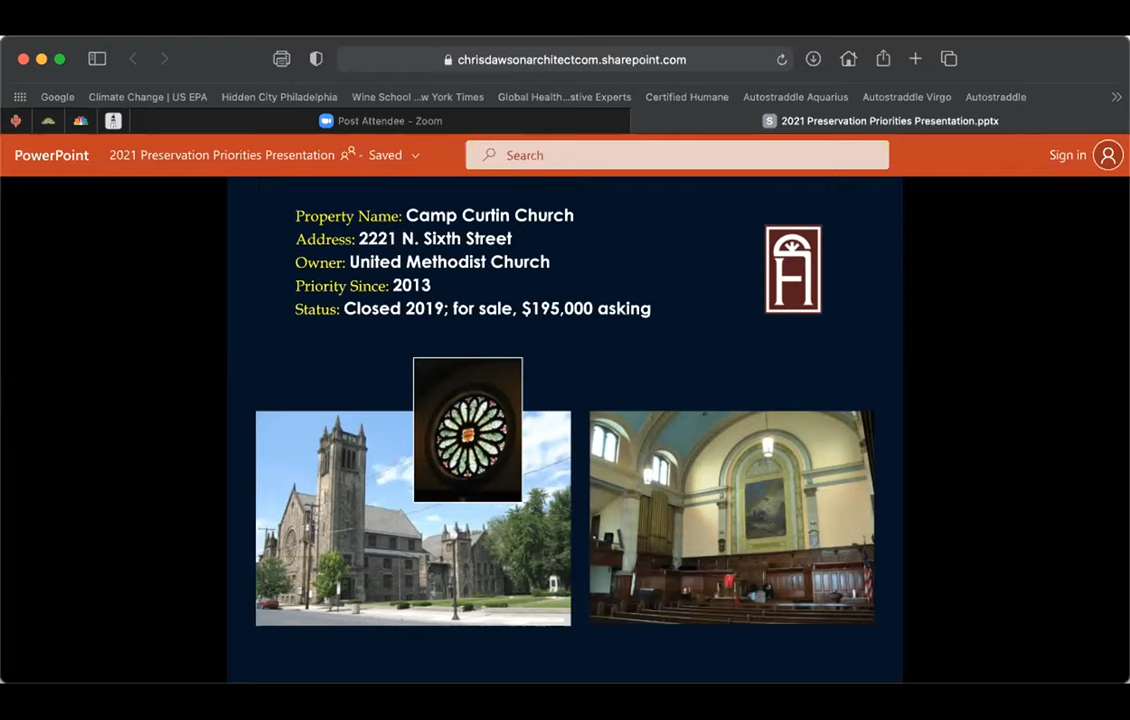 chrisdawsonarchitectcom.sharepoint.com
Google Climate Change | US EPA Hidden City Philadelphia Wine School ...w York Times Global Health...stive Experts Certified Humane Autostraddle Aquarius Autostraddle Virgo Autostraddle
Post Attendee - Zoom S 2021 Preservation Priorities Presentation.pptx
PowerPoint 2021 Preservation Priorities Presentation - Saved Search Sign in
Property Name: Camp Curtin Church
Address: 2221 N. Sixth Street
Owner: United Methodist Church
Priority Since: 2013
Status: Closed 2019; for sale, $195,000 asking